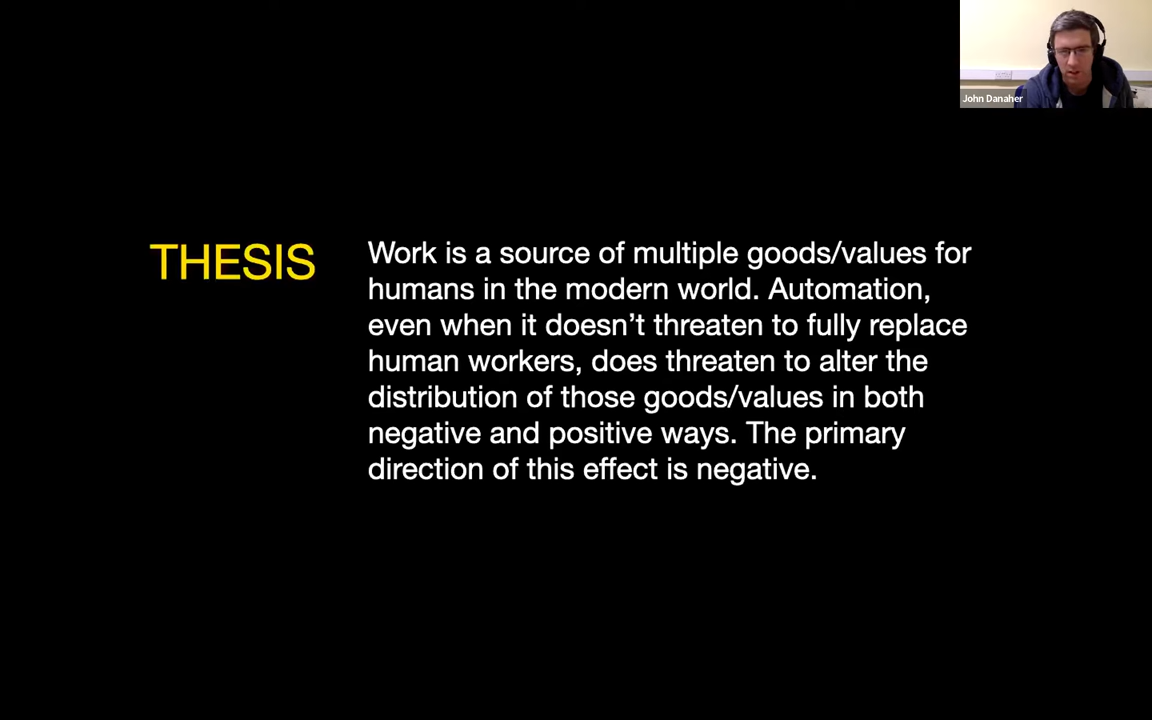 John Danaher
THESIS
Work is a source of multiple goods/values for
humans in the modern world. Automation,
even when it doesn’t threaten to fully replace
human workers, does threaten to alter the
distribution of those goods/values in both
negative and positive ways. The primary
direction of this effect is negative.